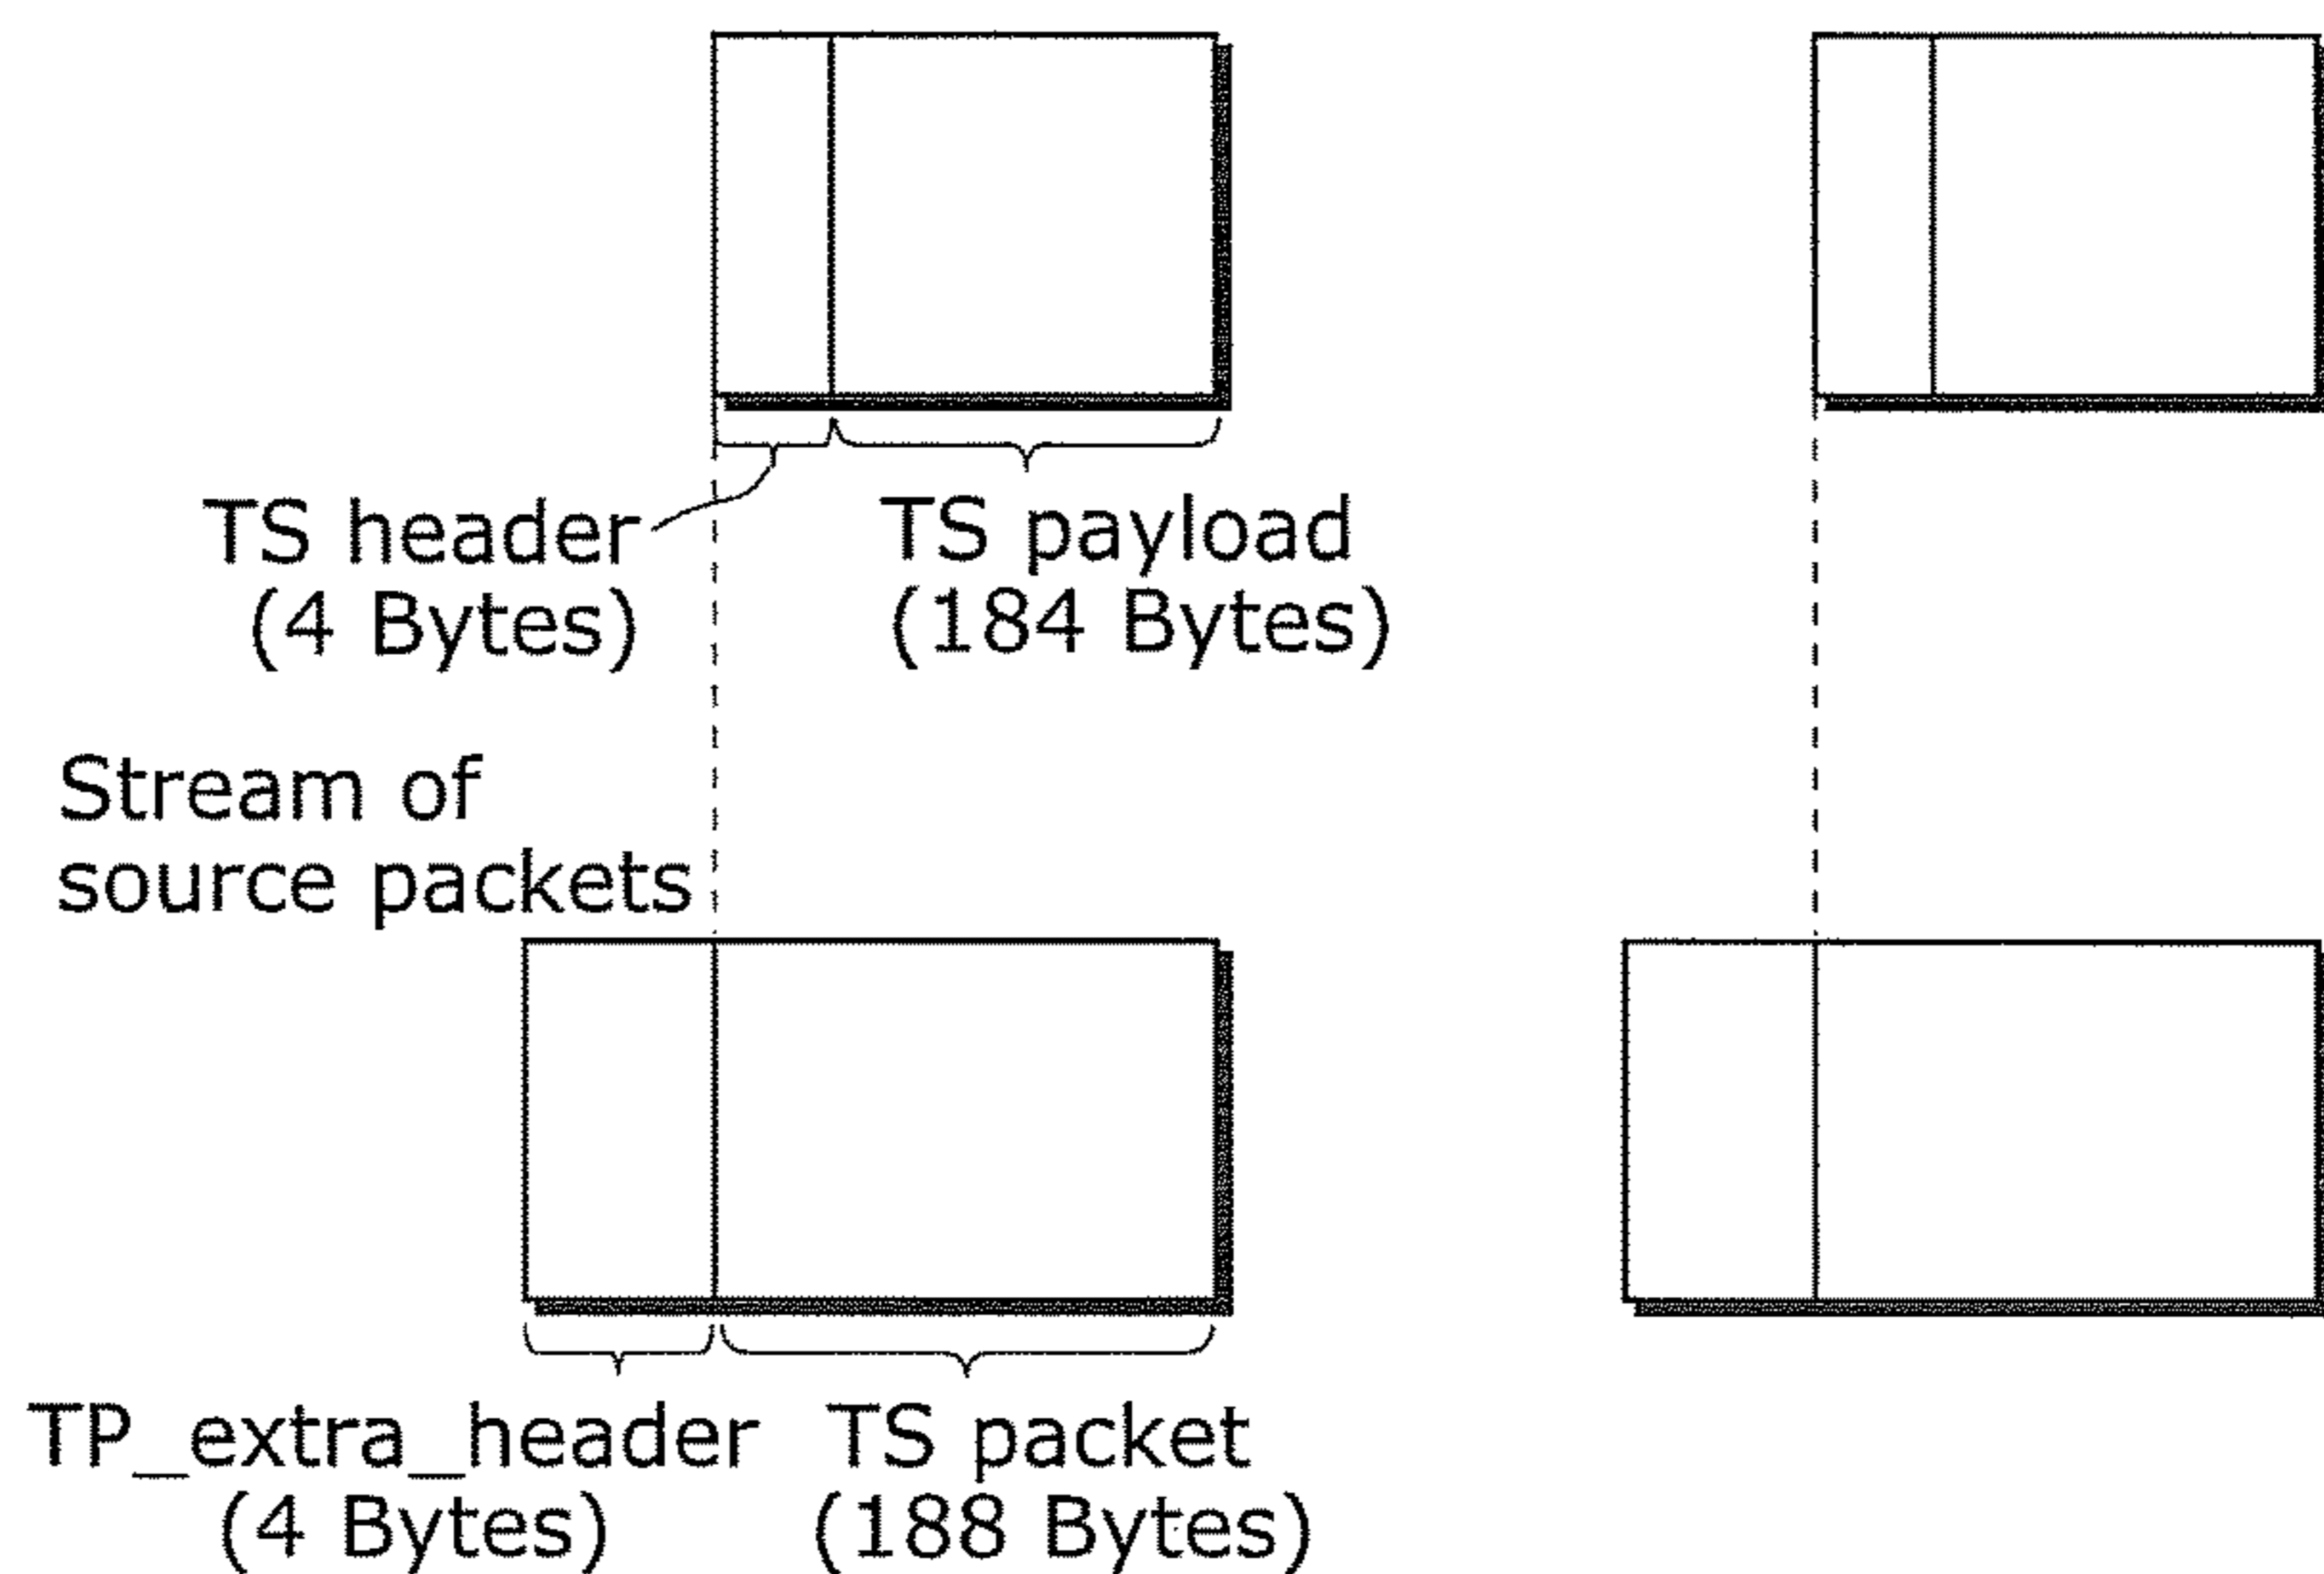 TS header
(4 Bytes)
TS payload
(184 Bytes)
Stream of
source packets
TP_extra_header
(4 Bytes)
TS packet
(188 Bytes)